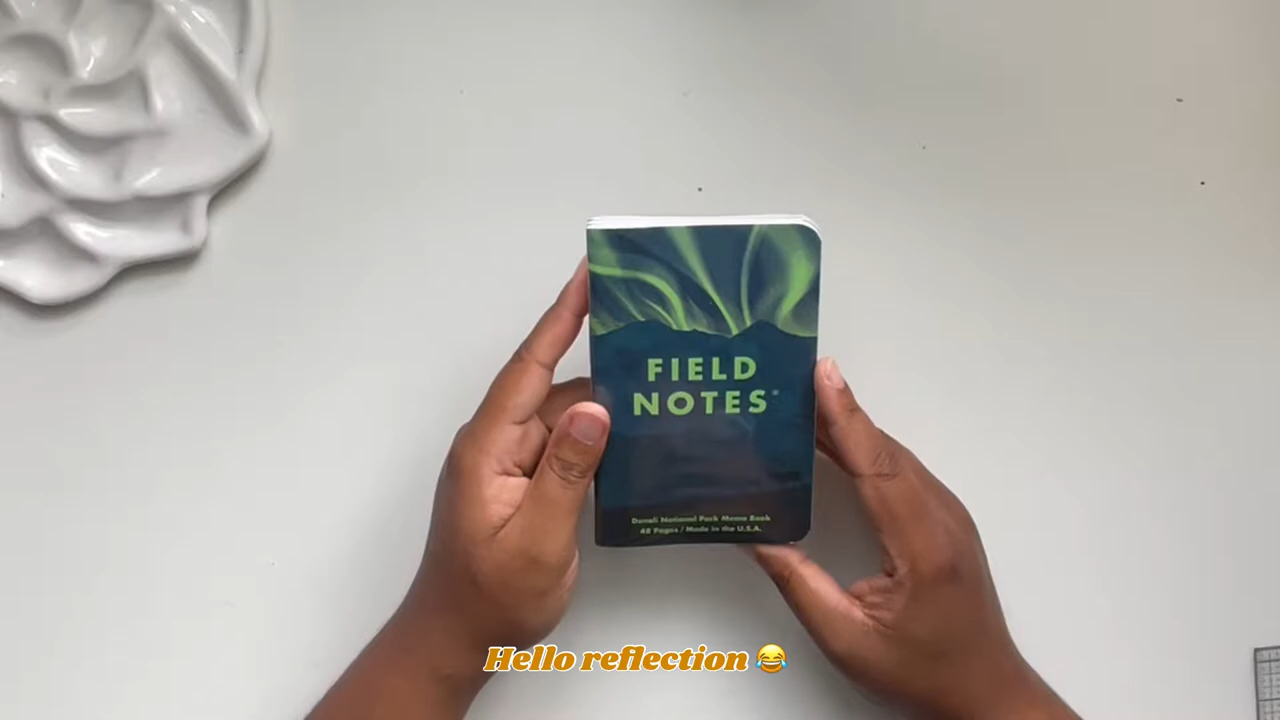 FIELD
NOTES
Denali National Park Memo Book
48 Pages / Made in the U.S.A.
Hello reflection 😂